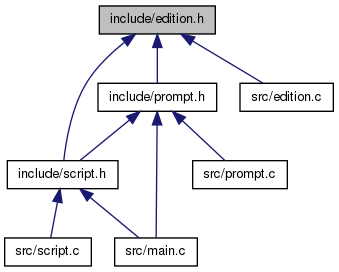 include/edition.h
include/prompt.h
src/edition.c
include/script.h
src/prompt.c
src/script.c
src/main.c